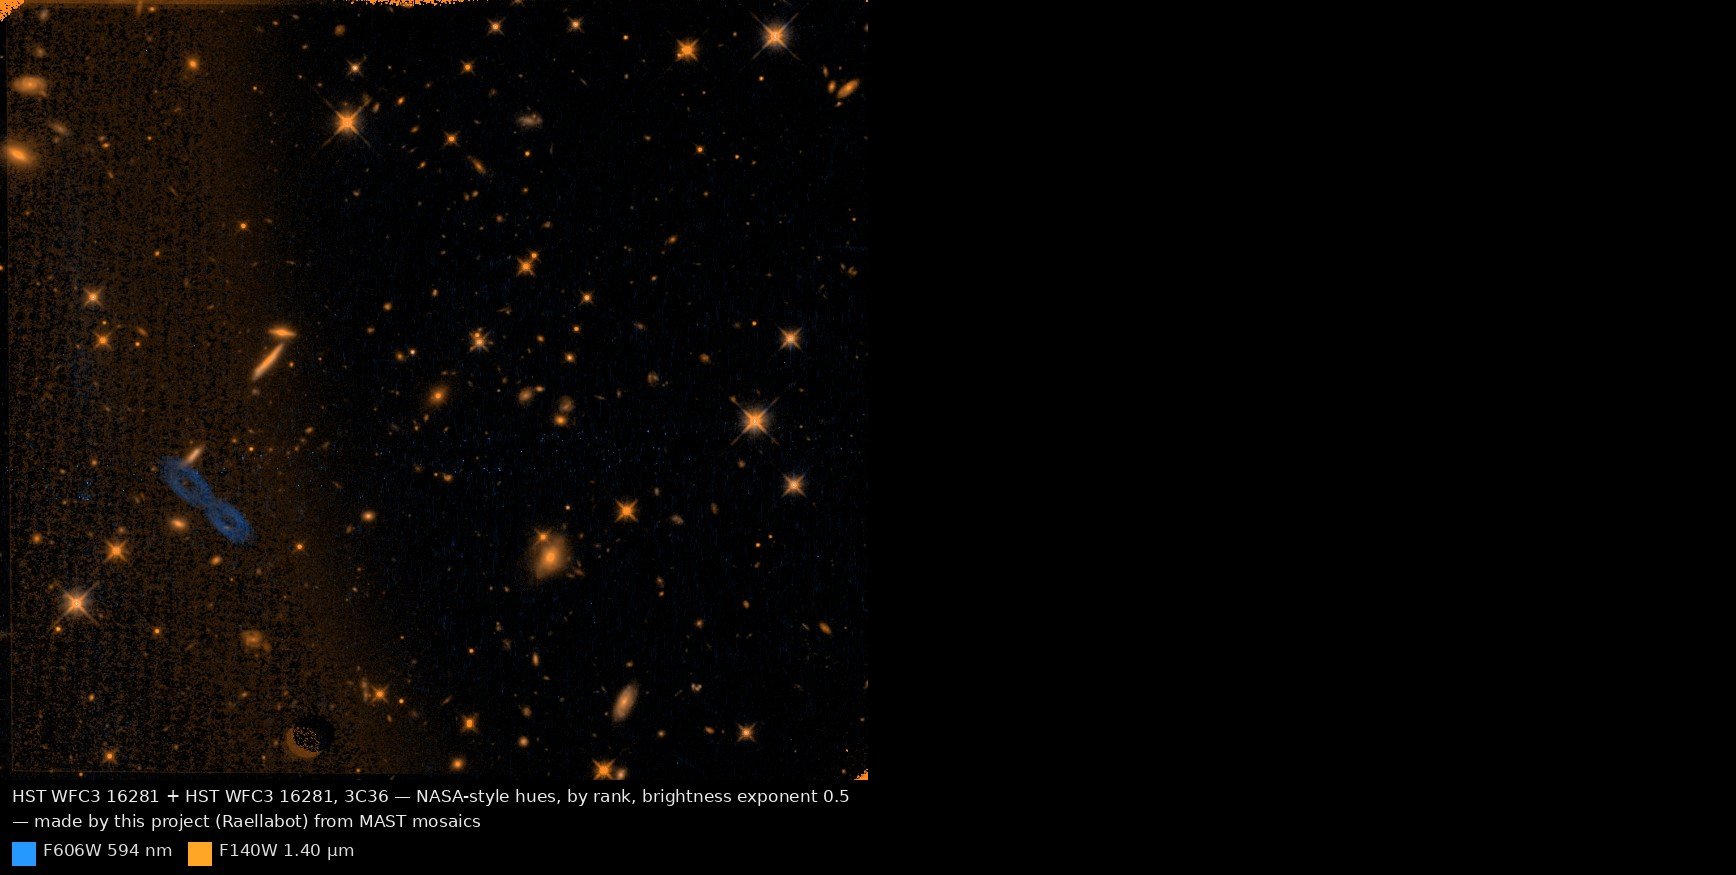 HST WFC3 16281 + HST WFC3 16281, 3C36 — NASA-style hues, by rank, brightness exponent 0.5
— made by this project (Raellabot) from MAST mosaics
F606W 594 nm F140W 1.40 µm